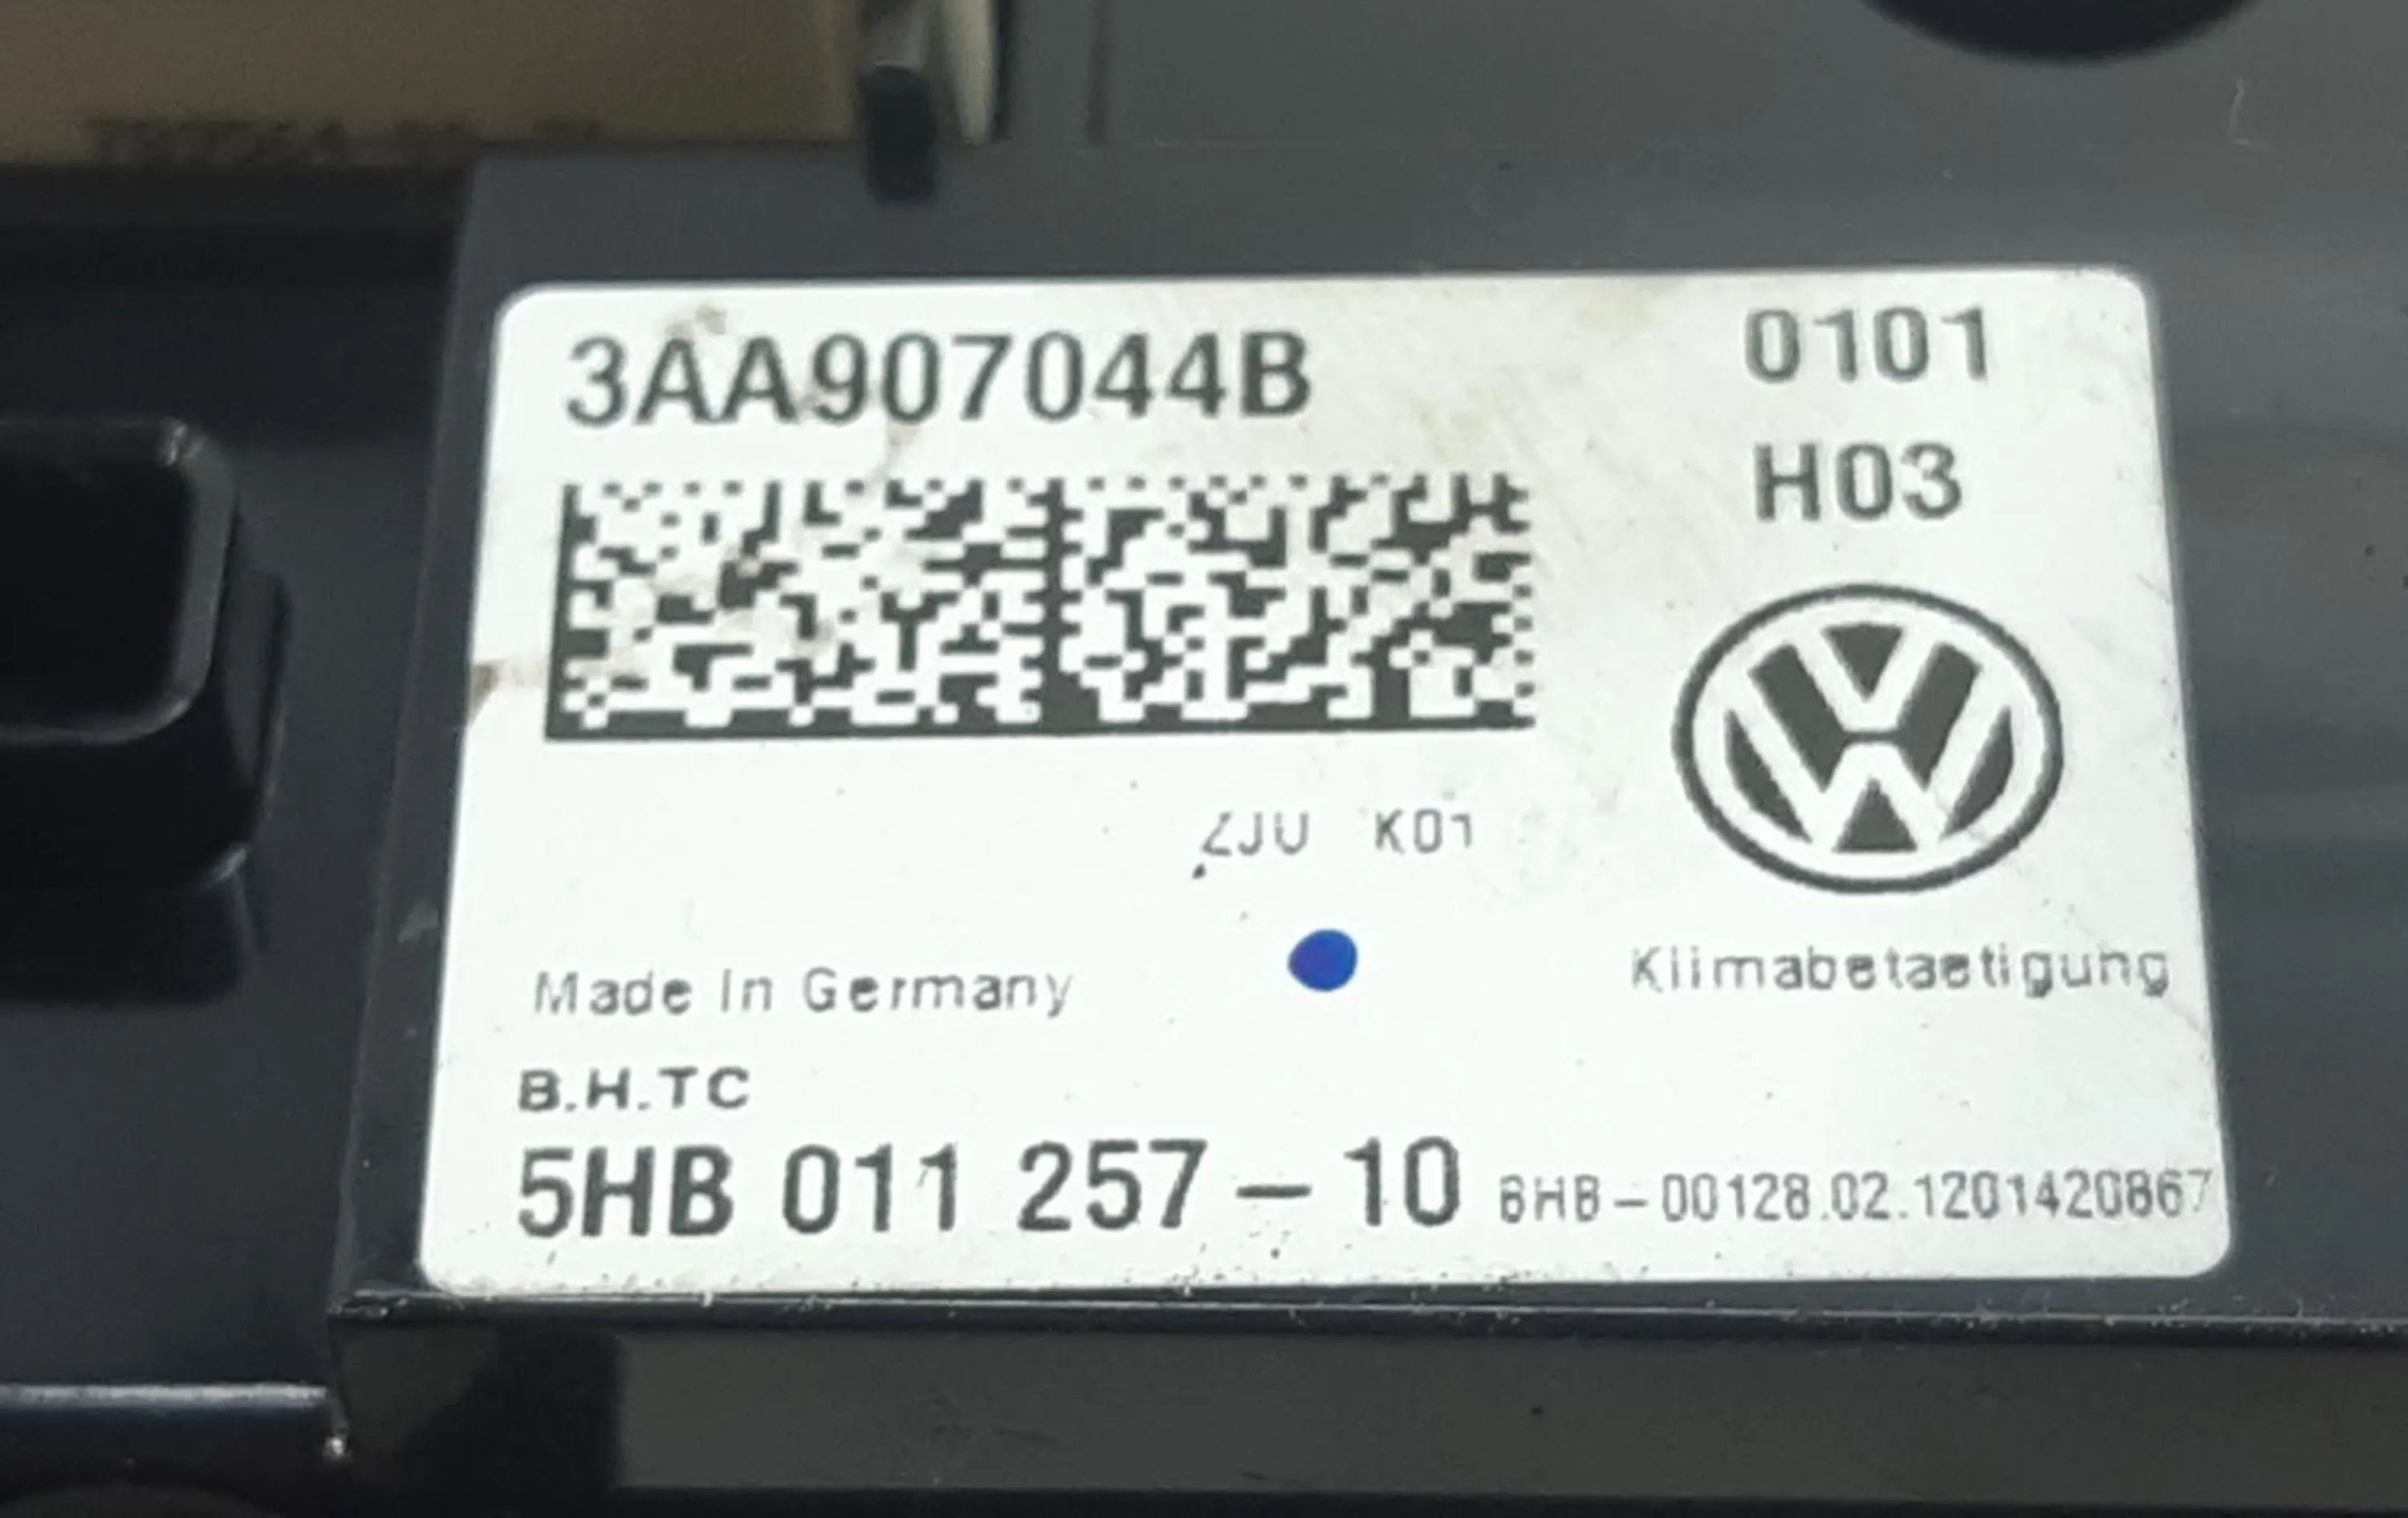 3AA907044B
0101
H03
ZJU K01
Made In Germany
Klimabetaetigung
B.H.TC
5HB 011 257-10 BHB-00128.02.1201420867